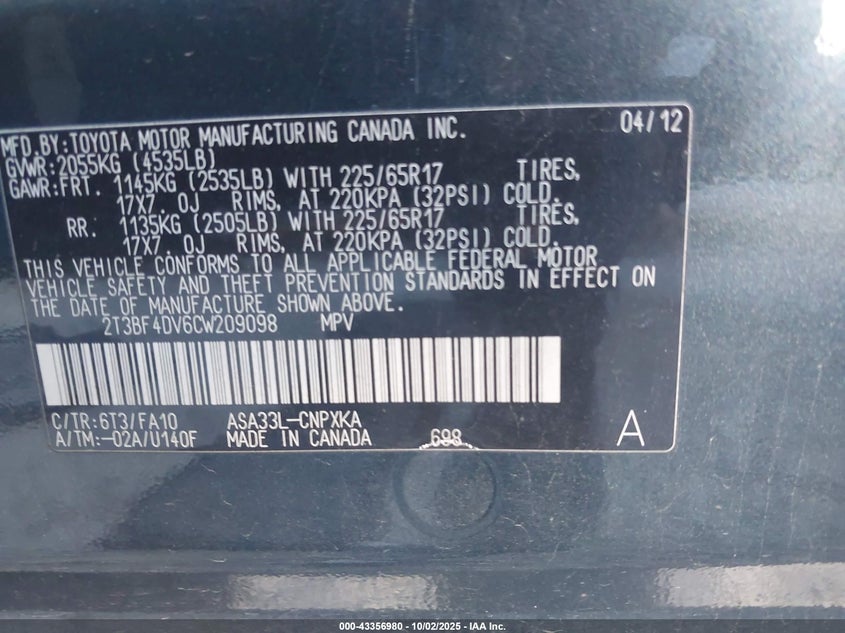 MFD.BY:TOYOTA MOTOR MANUFACTURING CANADA INC. 04/12
GVWR:2055KG (4535LB)
GAWR:FRT. 1145KG (2535LB) WITH 225/65R17 TIRES,
17X7. 0J RIMS, AT 220KPA (32PSI) COLD.
RR. 1135KG (2505LB) WITH 225/65R17 TIRES,
17X7. 0J RIMS, AT 220KPA (32PSI) COLD.
THIS VEHICLE CONFORMS TO ALL APPLICABLE FEDERAL MOTOR
VEHICLE SAFETY AND THEFT PREVENTION STANDARDS IN EFFECT ON
THE DATE OF MANUFACTURE SHOWN ABOVE.
2T3BF4DV6CW209098 MPV
C/TR:6T3/FA10 ASA33L-CNPXKA
A/TM:-02A/U140F MADE IN CANADA 698 A
000-43356980 - 10/02/2025 - IAA Inc.